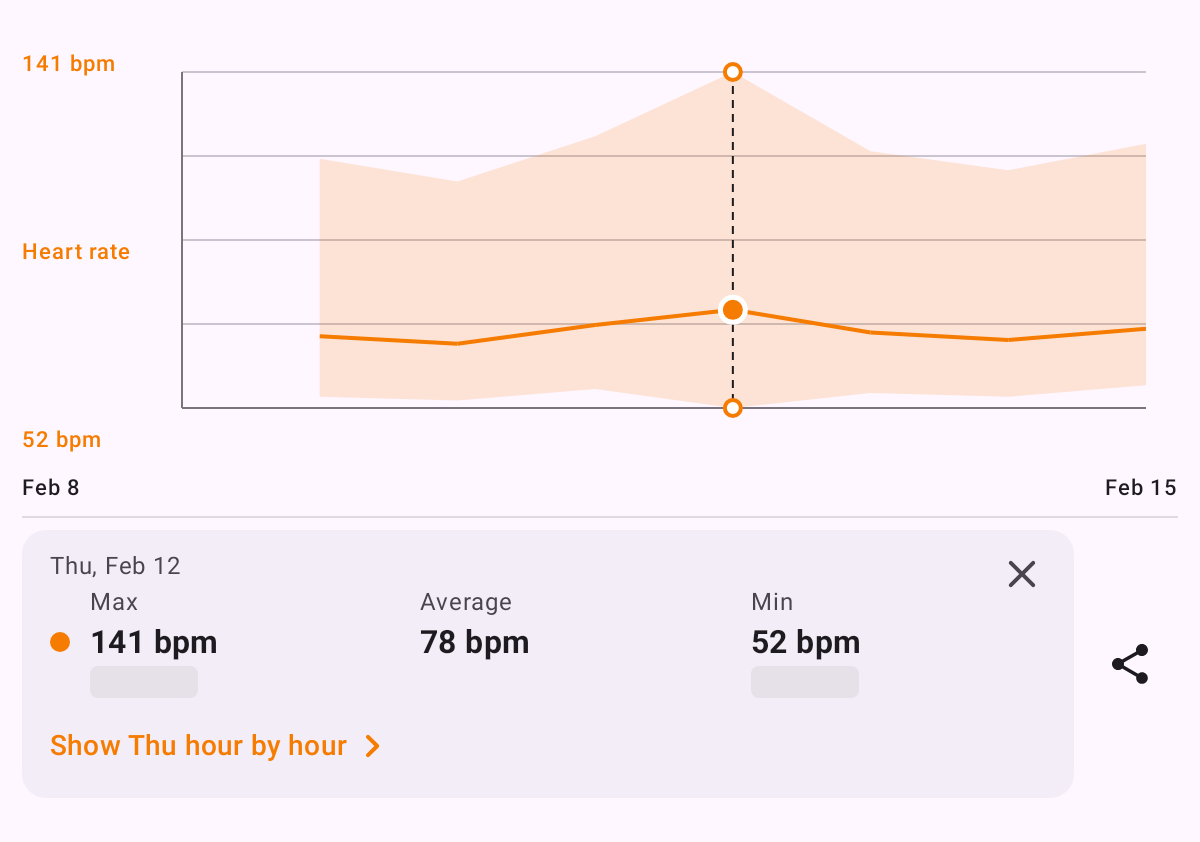 141 bpm
Heart rate
52 bpm
Feb 8
Feb 15
Thu, Feb 12
Max
Average
Min
141 bpm
78 bpm
52 bpm
Show Thu hour by hour